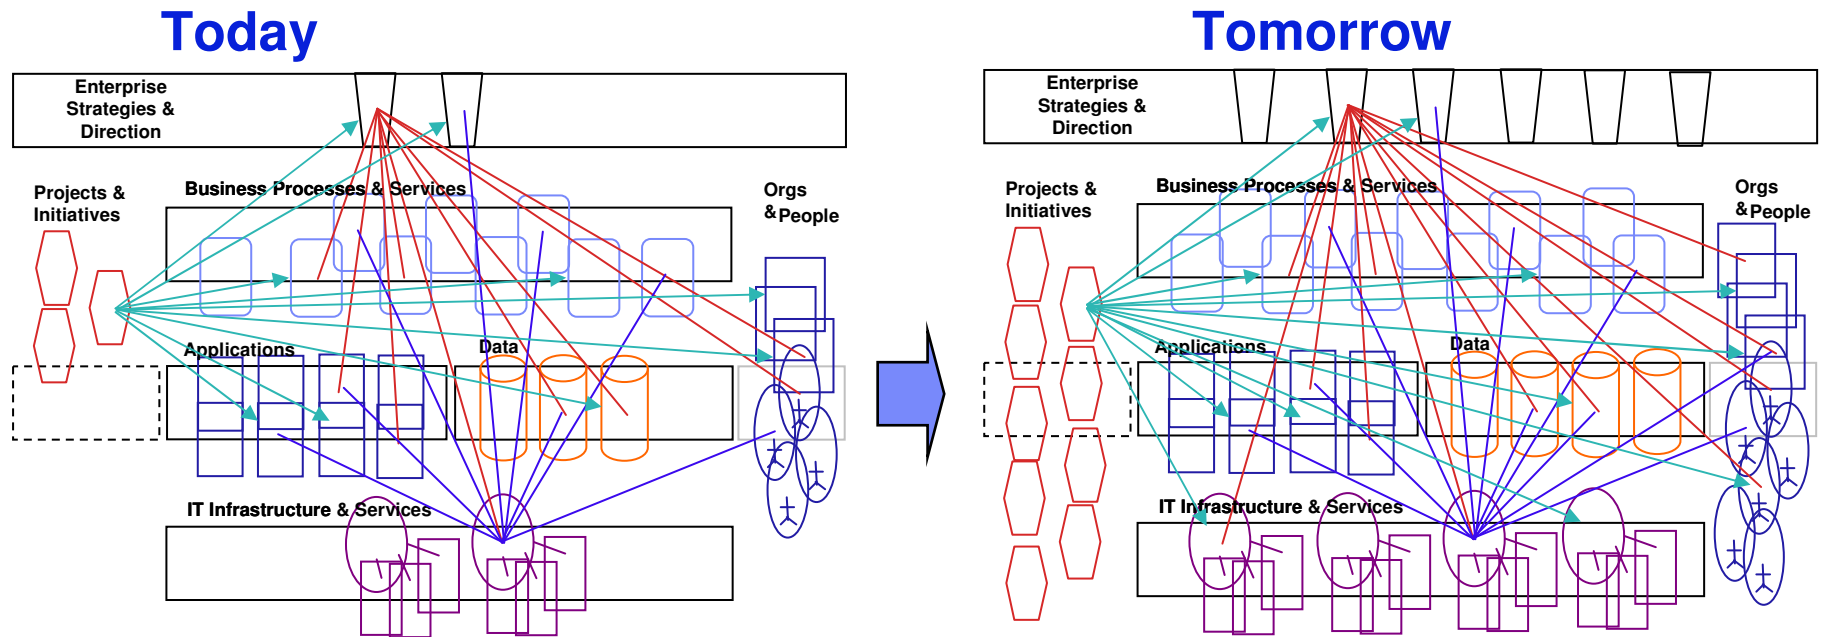 Today
Enterprise
Strategies &
Direction
Projects &
Initiatives
Business Processes & Services
Orgs
& People
Applications
Data
IT Infrastructure & Services
Tomorrow
Enterprise
Strategies &
Direction
Projects &
Initiatives
Business Processes & Services
Orgs
& People
Applications
Data
IT Infrastructure & Services